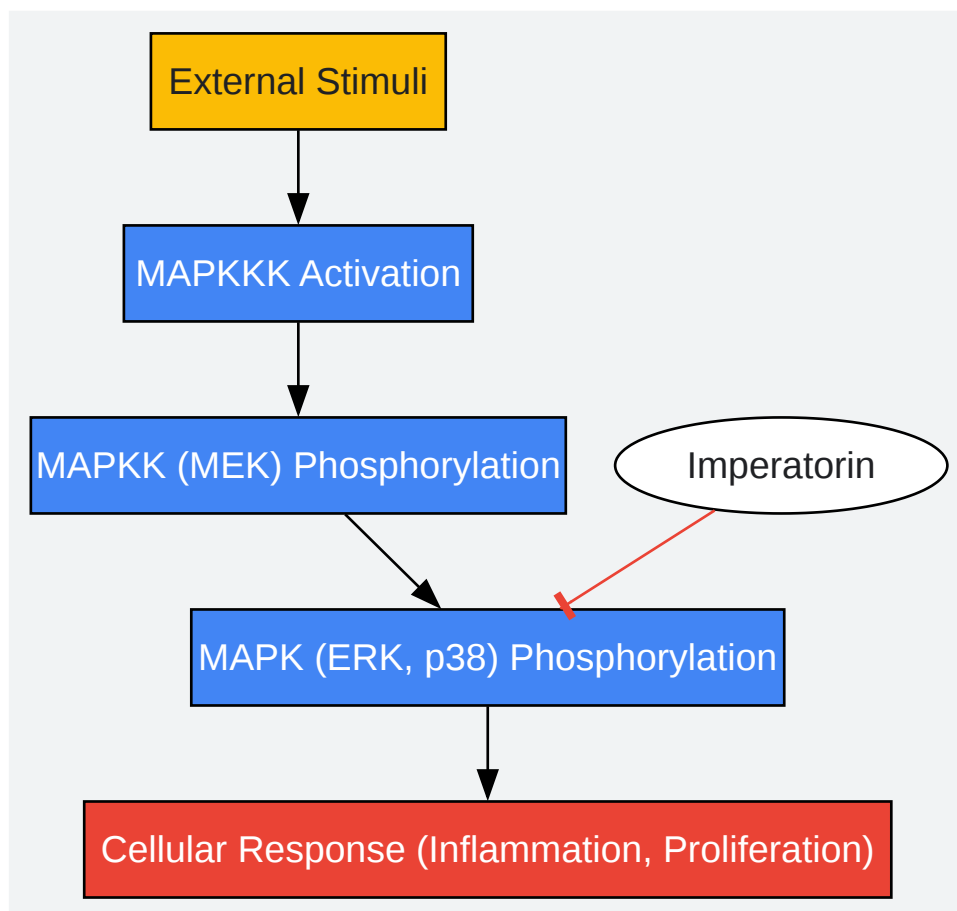 External Stimuli
MAPKKK Activation
MAPKK (MEK) Phosphorylation
Imperatorin
MAPK (ERK, p38) Phosphorylation
Cellular Response (Inflammation, Proliferation)